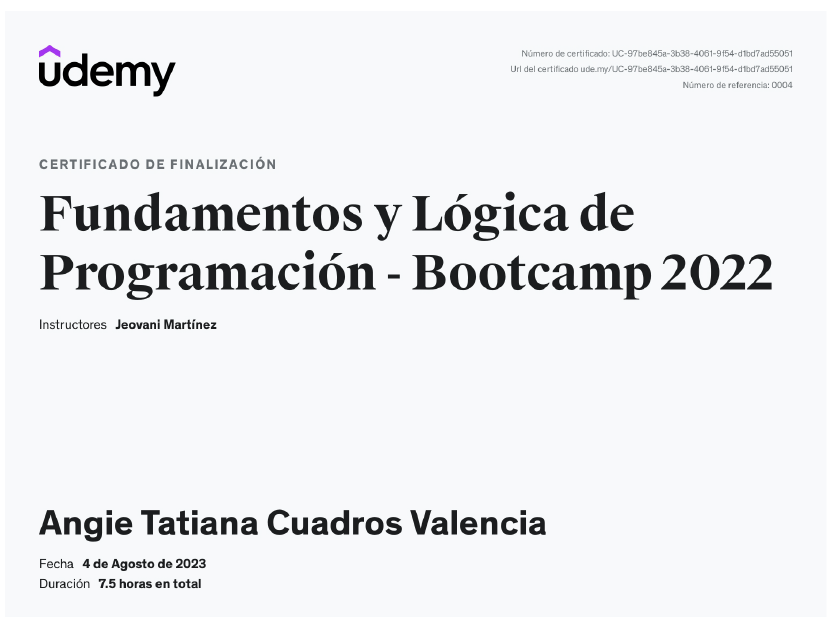 udemy
Número de certificado: UC-97be845a-3b38-4061-9f54-d1bd7ad55051
Url del certificado ude.my/UC-97be845a-3b38-4061-9f54-d1bd7ad55051
Número de referencia: 0004
CERTIFICADO DE FINALIZACIÓN
Fundamentos y Lógica de
Programación - Bootcamp 2022
Instructores Jeovani Martínez
Angie Tatiana Cuadros Valencia
Fecha 4 de Agosto de 2023
Duración 7.5 horas en total